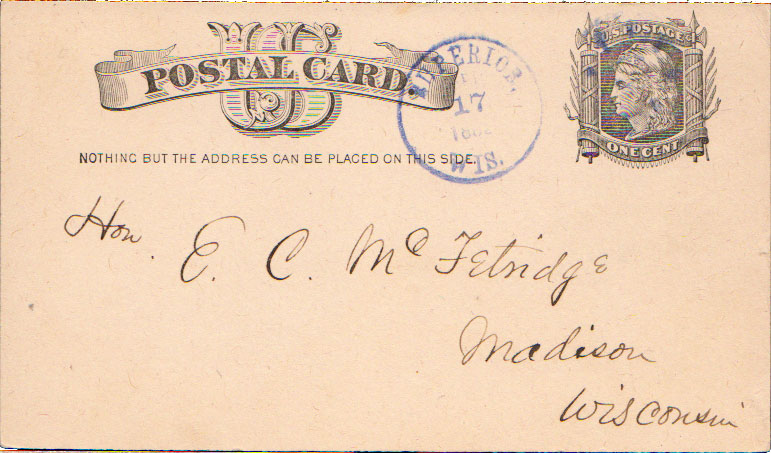 US
POSTAL CARD.
U.S. POSTAGE
ONE CENT
17
WIS.
NOTHING BUT THE ADDRESS CAN BE PLACED ON THIS SIDE.
Hon.
E. C. McFetridge
Madison
Wisconsin